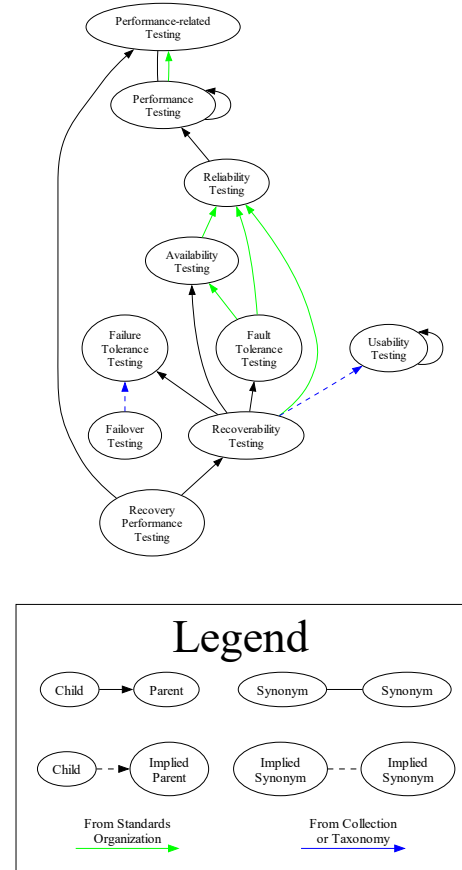 Performance-related
Testing
Performance
Testing
Reliability
Testing
Availability
Testing
Failure
Tolerance
Testing
Fault
Tolerance
Testing
Usability
Testing
Failover
Testing
Recoverability
Testing
Recovery
Performance
Testing
Legend
Child
Parent
Synonym
Synonym
Child
Implied
Parent
Implied
Synonym
Implied
Synonym
From Standards
Organization
From Collection
or Taxonomy